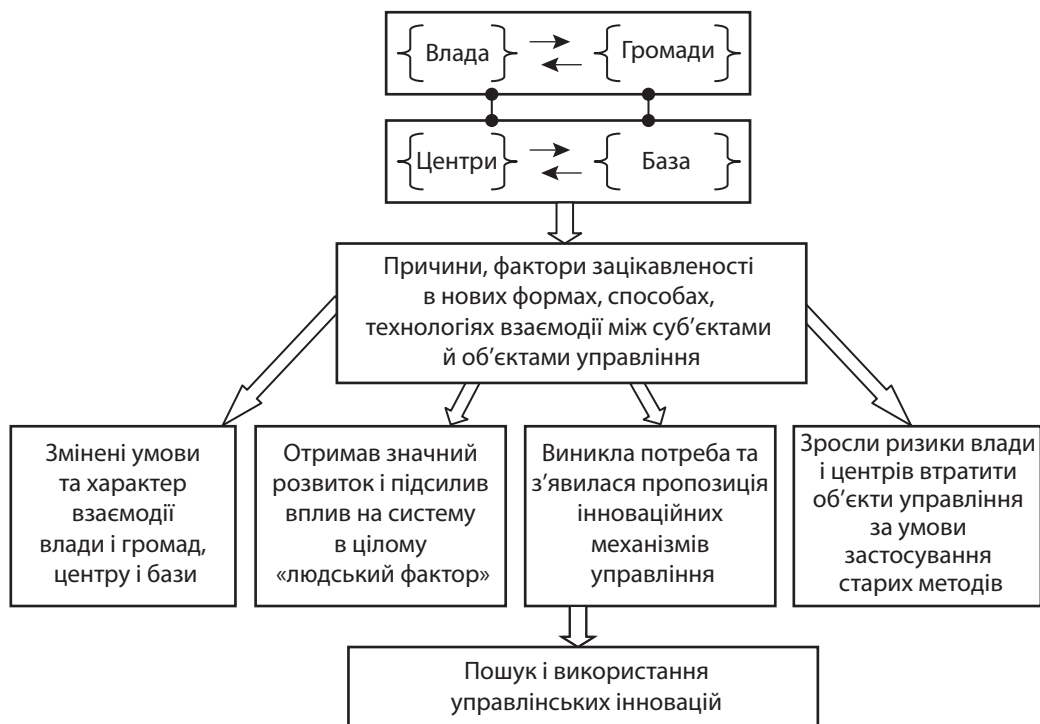 Влада
Громади
Центри
База
Причини, фактори зацікавленості
в нових формах, способах,
технологіях взаємодії між суб’єктами
й об’єктами управління
Змінені умови
та характер
взаємодії
влади і громад,
центру і бази
Отримав значний
розвиток і підсилив
вплив на систему
в цілому
«людський фактор»
Виникла потреба та
з’явилася пропозиція
інноваційних
механізмів
управління
Зросли ризики влади
і центрів втратити
об’єкти управління
за умови
застосування
старих методів
Пошук і використання
управлінських інновацій